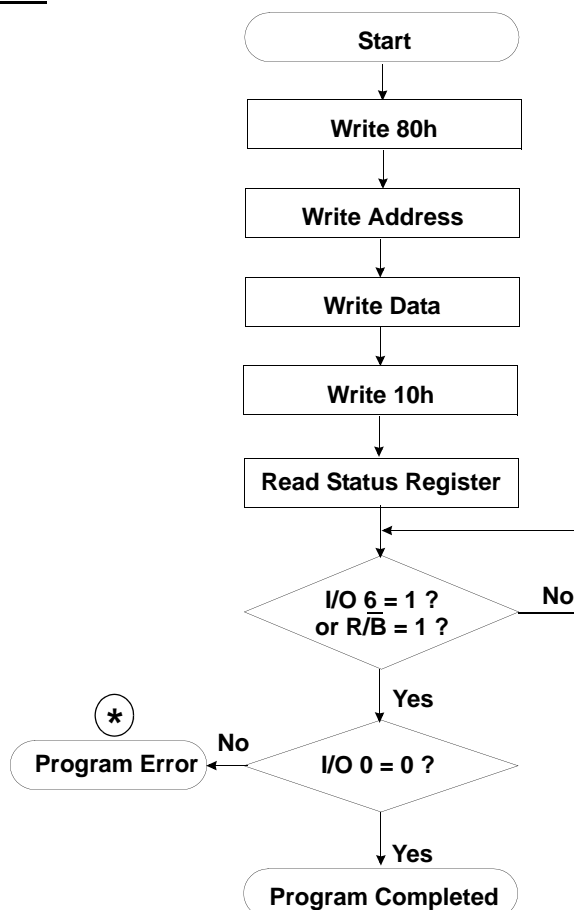 Start
Write 80h
Write Address
Write Data
Write 10h
Read Status Register
I/O 6 = 1 ?
or R/B̅ = 1 ?
No
Yes
*
No
Program Error
I/O 0 = 0 ?
Yes
Program Completed